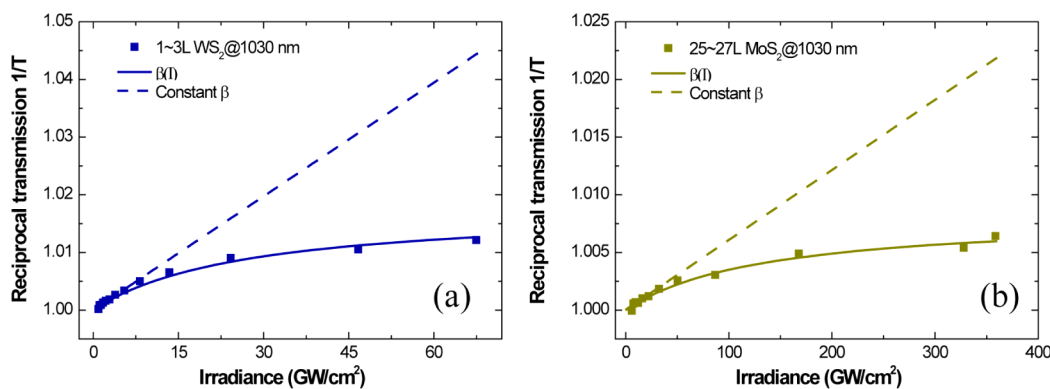 1.05
1.04
1.03
1.02
1.01
1.00
Reciprocal transmission 1/T
1~3L WS2@1030 nm
β(I)
Constant β
(a)
0 15 30 45 60
Irradiance (GW/cm2)
1.025
1.020
1.015
1.010
1.005
1.000
Reciprocal transmission 1/T
25~27L MoS2@1030 nm
β(I)
Constant β
(b)
0 100 200 300 400
Irradiance (GW/cm2)